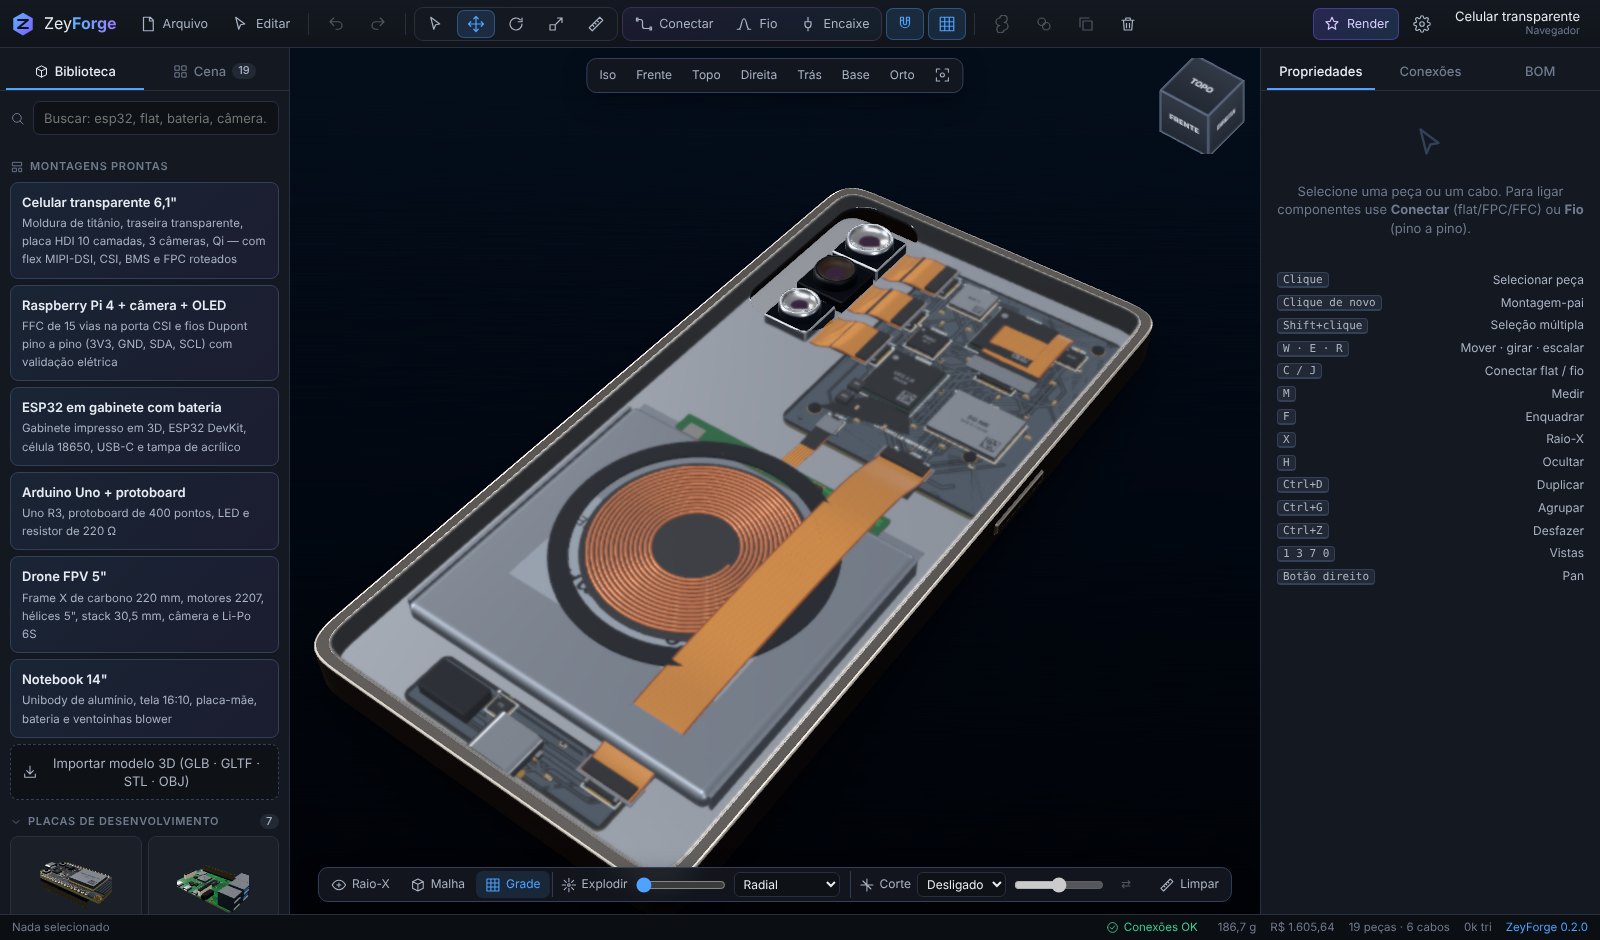 ZeyForge
Arquivo
Editar
Conectar
Fio
Encaixe
Render
Celular transparente
Navegador
Biblioteca
Cena 19
Buscar: esp32, flat, bateria, câmera.
MONTAGENS PRONTAS
Celular transparente 6,1"
Moldura de titânio, traseira transparente,
placa HDI 10 camadas, 3 câmeras, Qi — com
flex MIPI-DSI, CSI, BMS e FPC roteados
Raspberry Pi 4 + câmera + OLED
FFC de 15 vias na porta CSI e fios Dupont
pino a pino (3V3, GND, SDA, SCL) com
validação elétrica
ESP32 em gabinete com bateria
Gabinete impresso em 3D, ESP32 DevKit,
célula 18650, USB-C e tampa de acrílico
Arduino Uno + protoboard
Uno R3, protoboard de 400 pontos, LED e
resistor de 220 Ω
Drone FPV 5"
Frame X de carbono 220 mm, motores 2207,
hélices 5", stack 30,5 mm, câmera e Li-Po
6S
Notebook 14"
Unibody de alumínio, tela 16:10, placa-mãe,
bateria e ventoinhas blower
Importar modelo 3D (GLB · GLTF ·
STL · OBJ)
PLACAS DE DESENVOLVIMENTO 7
Iso
Frente
Topo
Direita
Trás
Base
Orto
TOPO
FRENTE
Propriedades
Conexões
BOM
Selecione uma peça ou um cabo. Para ligar
componentes use Conectar (flat/FPC/FFC) ou Fio
(pino a pino).
Clique Selecionar peça
Clique de novo Montagem-pai
Shift+clique Seleção múltipla
W · E · R Mover · girar · escalar
C / J Conectar flat / fio
M Medir
F Enquadrar
X Raio-X
H Ocultar
Ctrl+D Duplicar
Ctrl+G Agrupar
Ctrl+Z Desfazer
1 3 7 0 Vistas
Botão direito Pan
Raio-X
Malha
Grade
Explodir
Radial
Corte
Desligado
Limpar
Nada selecionado
Conexões OK
186,7 g
R$ 1.605,64
19 peças · 6 cabos
0k tri
ZeyForge 0.2.0